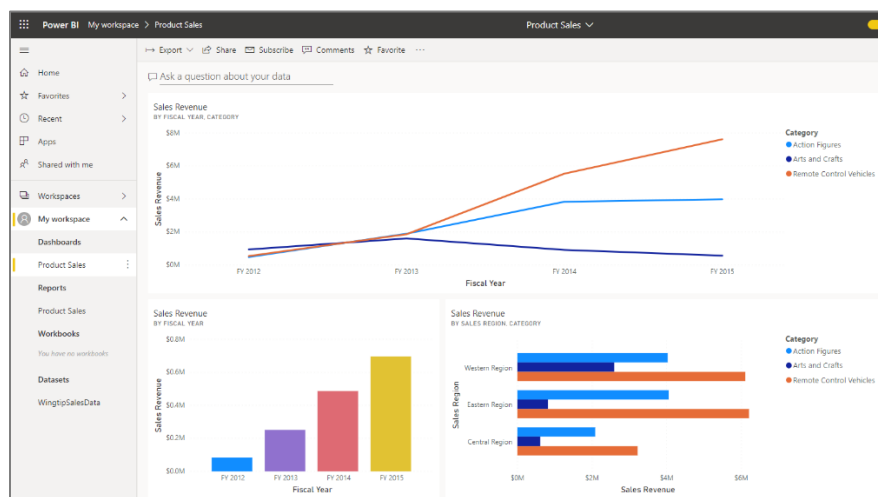 Power BI My workspace > Product Sales
Product Sales
Export Share Subscribe Comments Favorite ...
Ask a question about your data
Home
Favorites
Recent
Apps
Shared with me
Workspaces
My workspace
Dashboards
Product Sales
Reports
Product Sales
Workbooks
You have no workbooks
Datasets
WingtipSalesData
Sales Revenue
BY FISCAL YEAR, CATEGORY
$8M
$6M
$4M
$2M
$0M
Sales Revenue
FY 2012 FY 2013 FY 2014 FY 2015
Fiscal Year
Category
Action Figures
Arts and Crafts
Remote Control Vehicles
Sales Revenue
BY FISCAL YEAR
$0.8M
$0.6M
$0.4M
$0.2M
$0.0M
Sales Revenue
FY 2012 FY 2013 FY 2014 FY 2015
Fiscal Year
Sales Revenue
BY SALES REGION, CATEGORY
Sales Region
Western Region
Eastern Region
Central Region
$0M $2M $4M $6M
Sales Revenue
Category
Action Figures
Arts and Crafts
Remote Control Vehicles